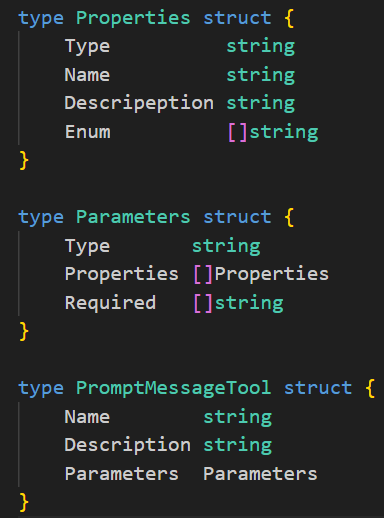 type Properties struct {
    Type          string
    Name          string
    Descripeption string
    Enum          []string
}
type Parameters struct {
    Type       string
    Properties []Properties
    Required   []string
}
type PromptMessageTool struct {
    Name        string
    Description string
    Parameters  Parameters
}